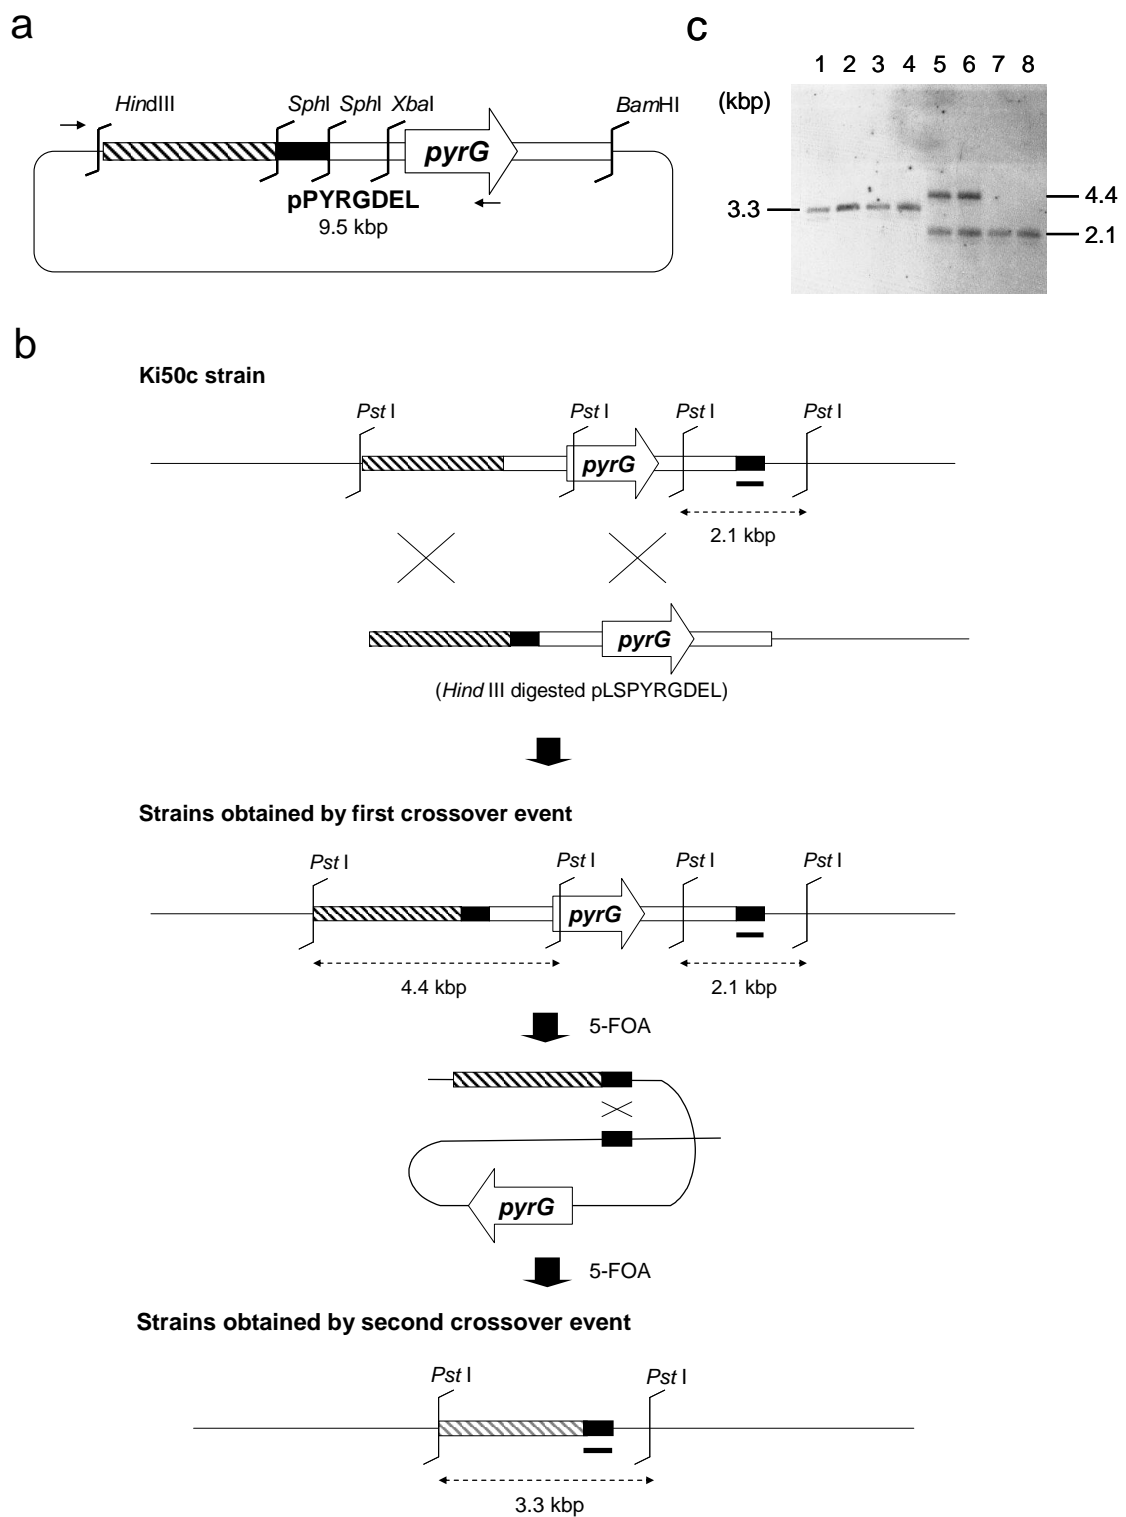 a
HindIII SphI SphI XbaI BamHI
pyrG
pPYRGDEL
9.5 kbp
c
1 2 3 4 5 6 7 8
(kbp)
3.3
4.4
2.1
b
Ki50c strain
Pst I Pst I Pst I Pst I
pyrG
2.1 kbp
pyrG
(Hind III digested pLSPYRGDEL)
Strains obtained by first crossover event
Pst I Pst I Pst I Pst I
pyrG
4.4 kbp 2.1 kbp
5-FOA
pyrG
5-FOA
Strains obtained by second crossover event
Pst I Pst I
3.3 kbp